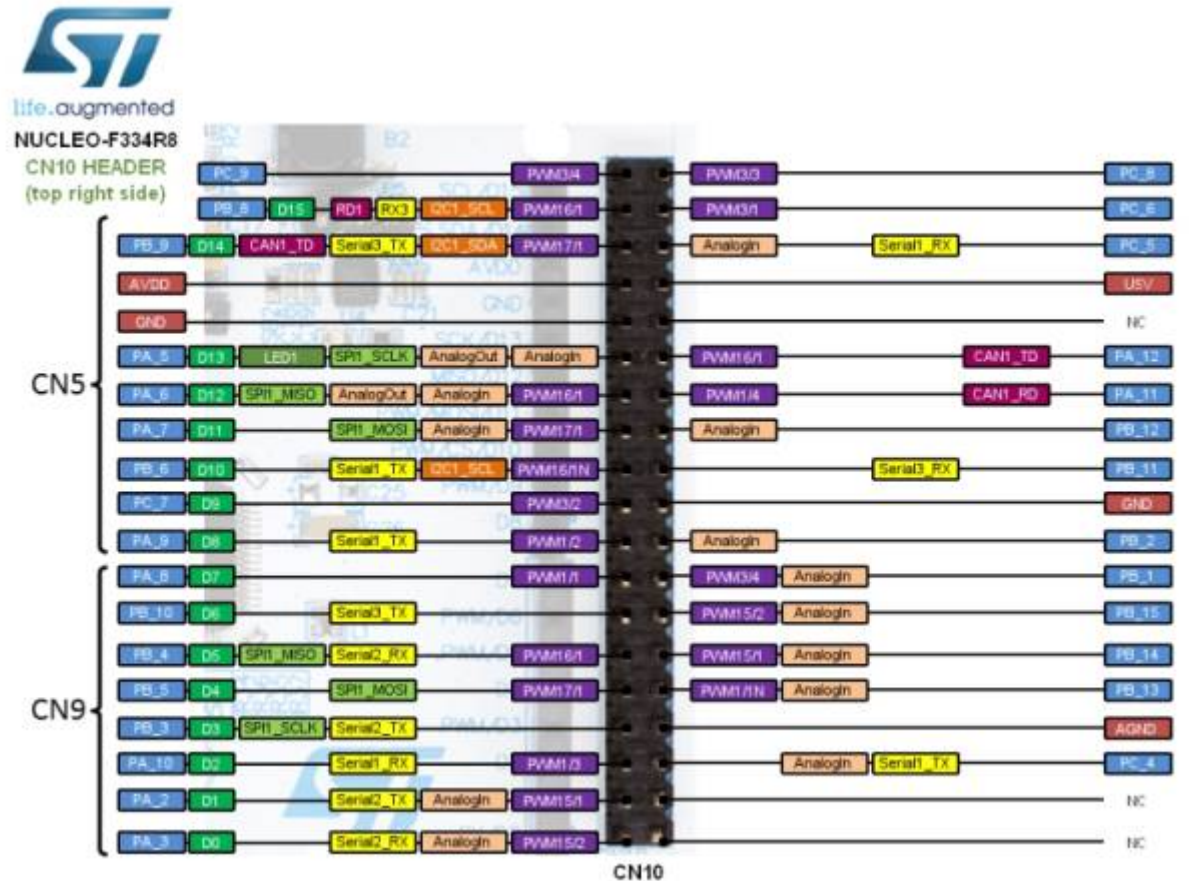 life.augmented
NUCLEO-F334R8
CN10 HEADER
(top right side)
PC_9 PWM3/4 PWM3/3 PC_8
PB_8 D15 RD1 RX3 I2C1_SCL PWM16/1 PWM3/1 PC_6
PB_9 D14 CAN1_TD Serial3_TX I2C1_SDA PWM17/1 AnalogIn Serial1_RX PC_5
AVDD U5V
GND NC
PA_5 D13 LED1 SPI1_SCLK AnalogOut AnalogIn PWM16/1 CAN1_TD PA_12
CN5
PA_6 D12 SPI1_MISO AnalogOut AnalogIn PWM16/1 PWM1/4 CAN1_RD PA_11
PA_7 D11 SPI1_MOSI AnalogIn PWM17/1 AnalogIn PB_12
PB_6 D10 Serial1_TX I2C1_SCL PWM16/1N Serial3_RX PB_11
PC_7 D9 PWM3/2 GND
PA_9 D8 Serial1_TX PWM1/2 AnalogIn PB_2
PA_8 D7 PWM1/1 PWM3/4 AnalogIn PB_1
PB_10 D6 Serial3_TX PWM15/2 AnalogIn PB_15
PB_4 D5 SPI1_MISO Serial2_RX PWM16/1 PWM15/1 AnalogIn PB_14
PB_5 D4 SPI1_MOSI PWM17/1 PWM1/1N AnalogIn PB_13
CN9
PB_3 D3 SPI1_SCLK Serial2_TX AGND
PA_10 D2 Serial1_RX PWM1/3 AnalogIn Serial1_TX PC_4
PA_2 D1 Serial2_TX AnalogIn PWM15/1 NC
PA_3 D0 Serial2_RX AnalogIn PWM15/2 NC
CN10